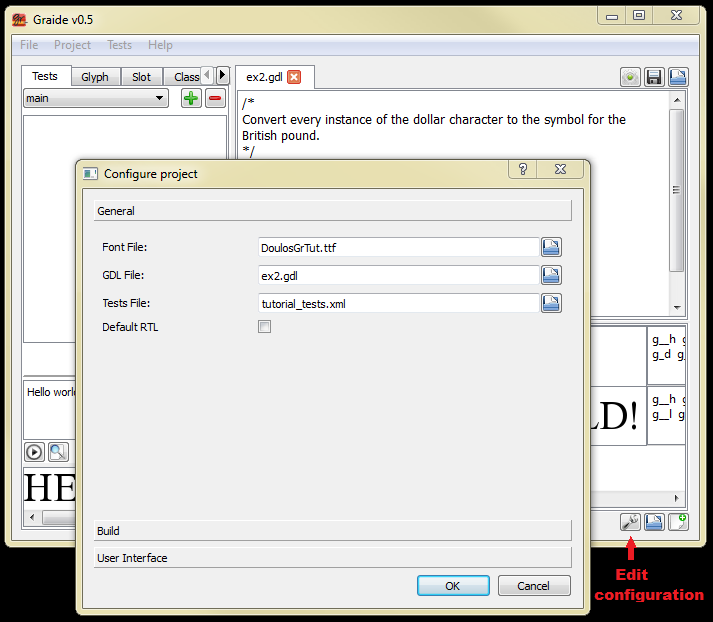 Graide v0.5
File Project Tests Help
Tests Glyph Slot Class
ex2.gdl
main
/*
Convert every instance of the dollar character to the symbol for the
British pound.
*/
Configure project
General
Font File: DoulosGrTut.ttf
GDL File: ex2.gdl
Tests File: tutorial_tests.xml
Default RTL
g__h g
g_d g
Hello world
g__h g
g__l g
LD!
HE
Build
User Interface
OK Cancel
Edit
configuration